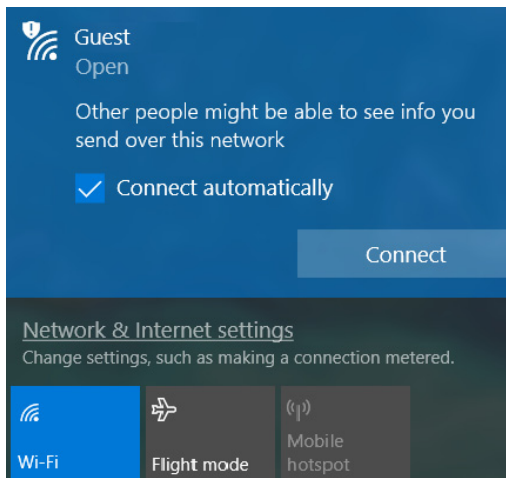 Guest
Open
Other people might be able to see info you
send over this network
Connect automatically
Connect
Network & Internet settings
Change settings, such as making a connection metered.
Wi-Fi
Flight mode
Mobile
hotspot